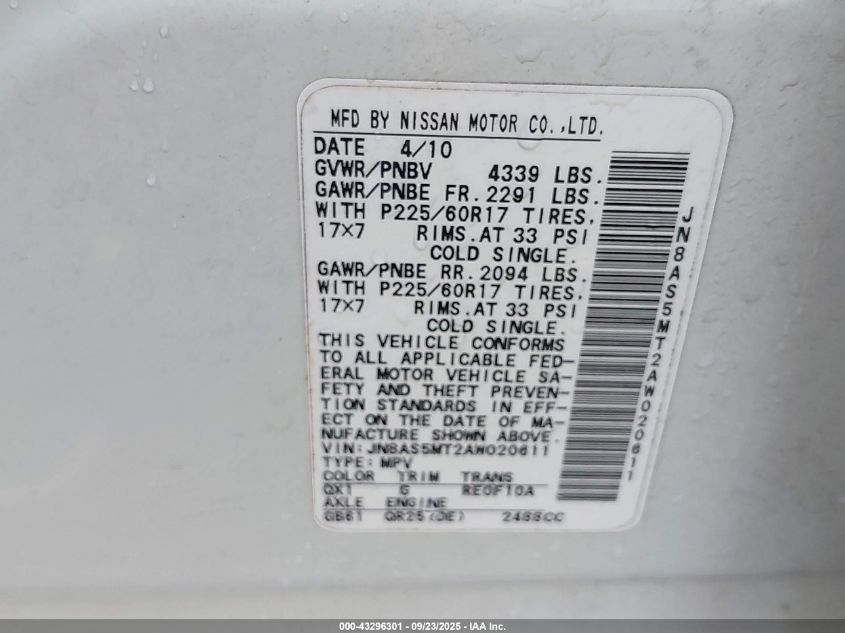 MFD BY NISSAN MOTOR CO.,LTD.
DATE 4/10
GVWR/PNBV 4339 LBS.
GAWR/PNBE FR. 2291 LBS.
WITH P225/60R17 TIRES,
17×7 RIMS.AT 33 PSI
COLD SINGLE.
GAWR/PNBE RR. 2094 LBS.
WITH P225/60R17 TIRES,
17×7 RIMS.AT 33 PSI
COLD SINGLE.
THIS VEHICLE CONFORMS
TO ALL APPLICABLE FED-
ERAL MOTOR VEHICLE SA-
FETY AND THEFT PREVEN-
TION STANDARDS IN EFF-
ECT ON THE DATE OF MA-
NUFACTURE SHOWN ABOVE.
VIN: JN8AS5MT2AW020611
TYPE: MPV
COLOR TRIM TRANS
QX1 G RE0F10A
AXLE ENGINE
GB61 QR25(DE) 2488CC
JN8AS5MT2AW020611
000-43296301 - 09/23/2025 - IAA Inc.